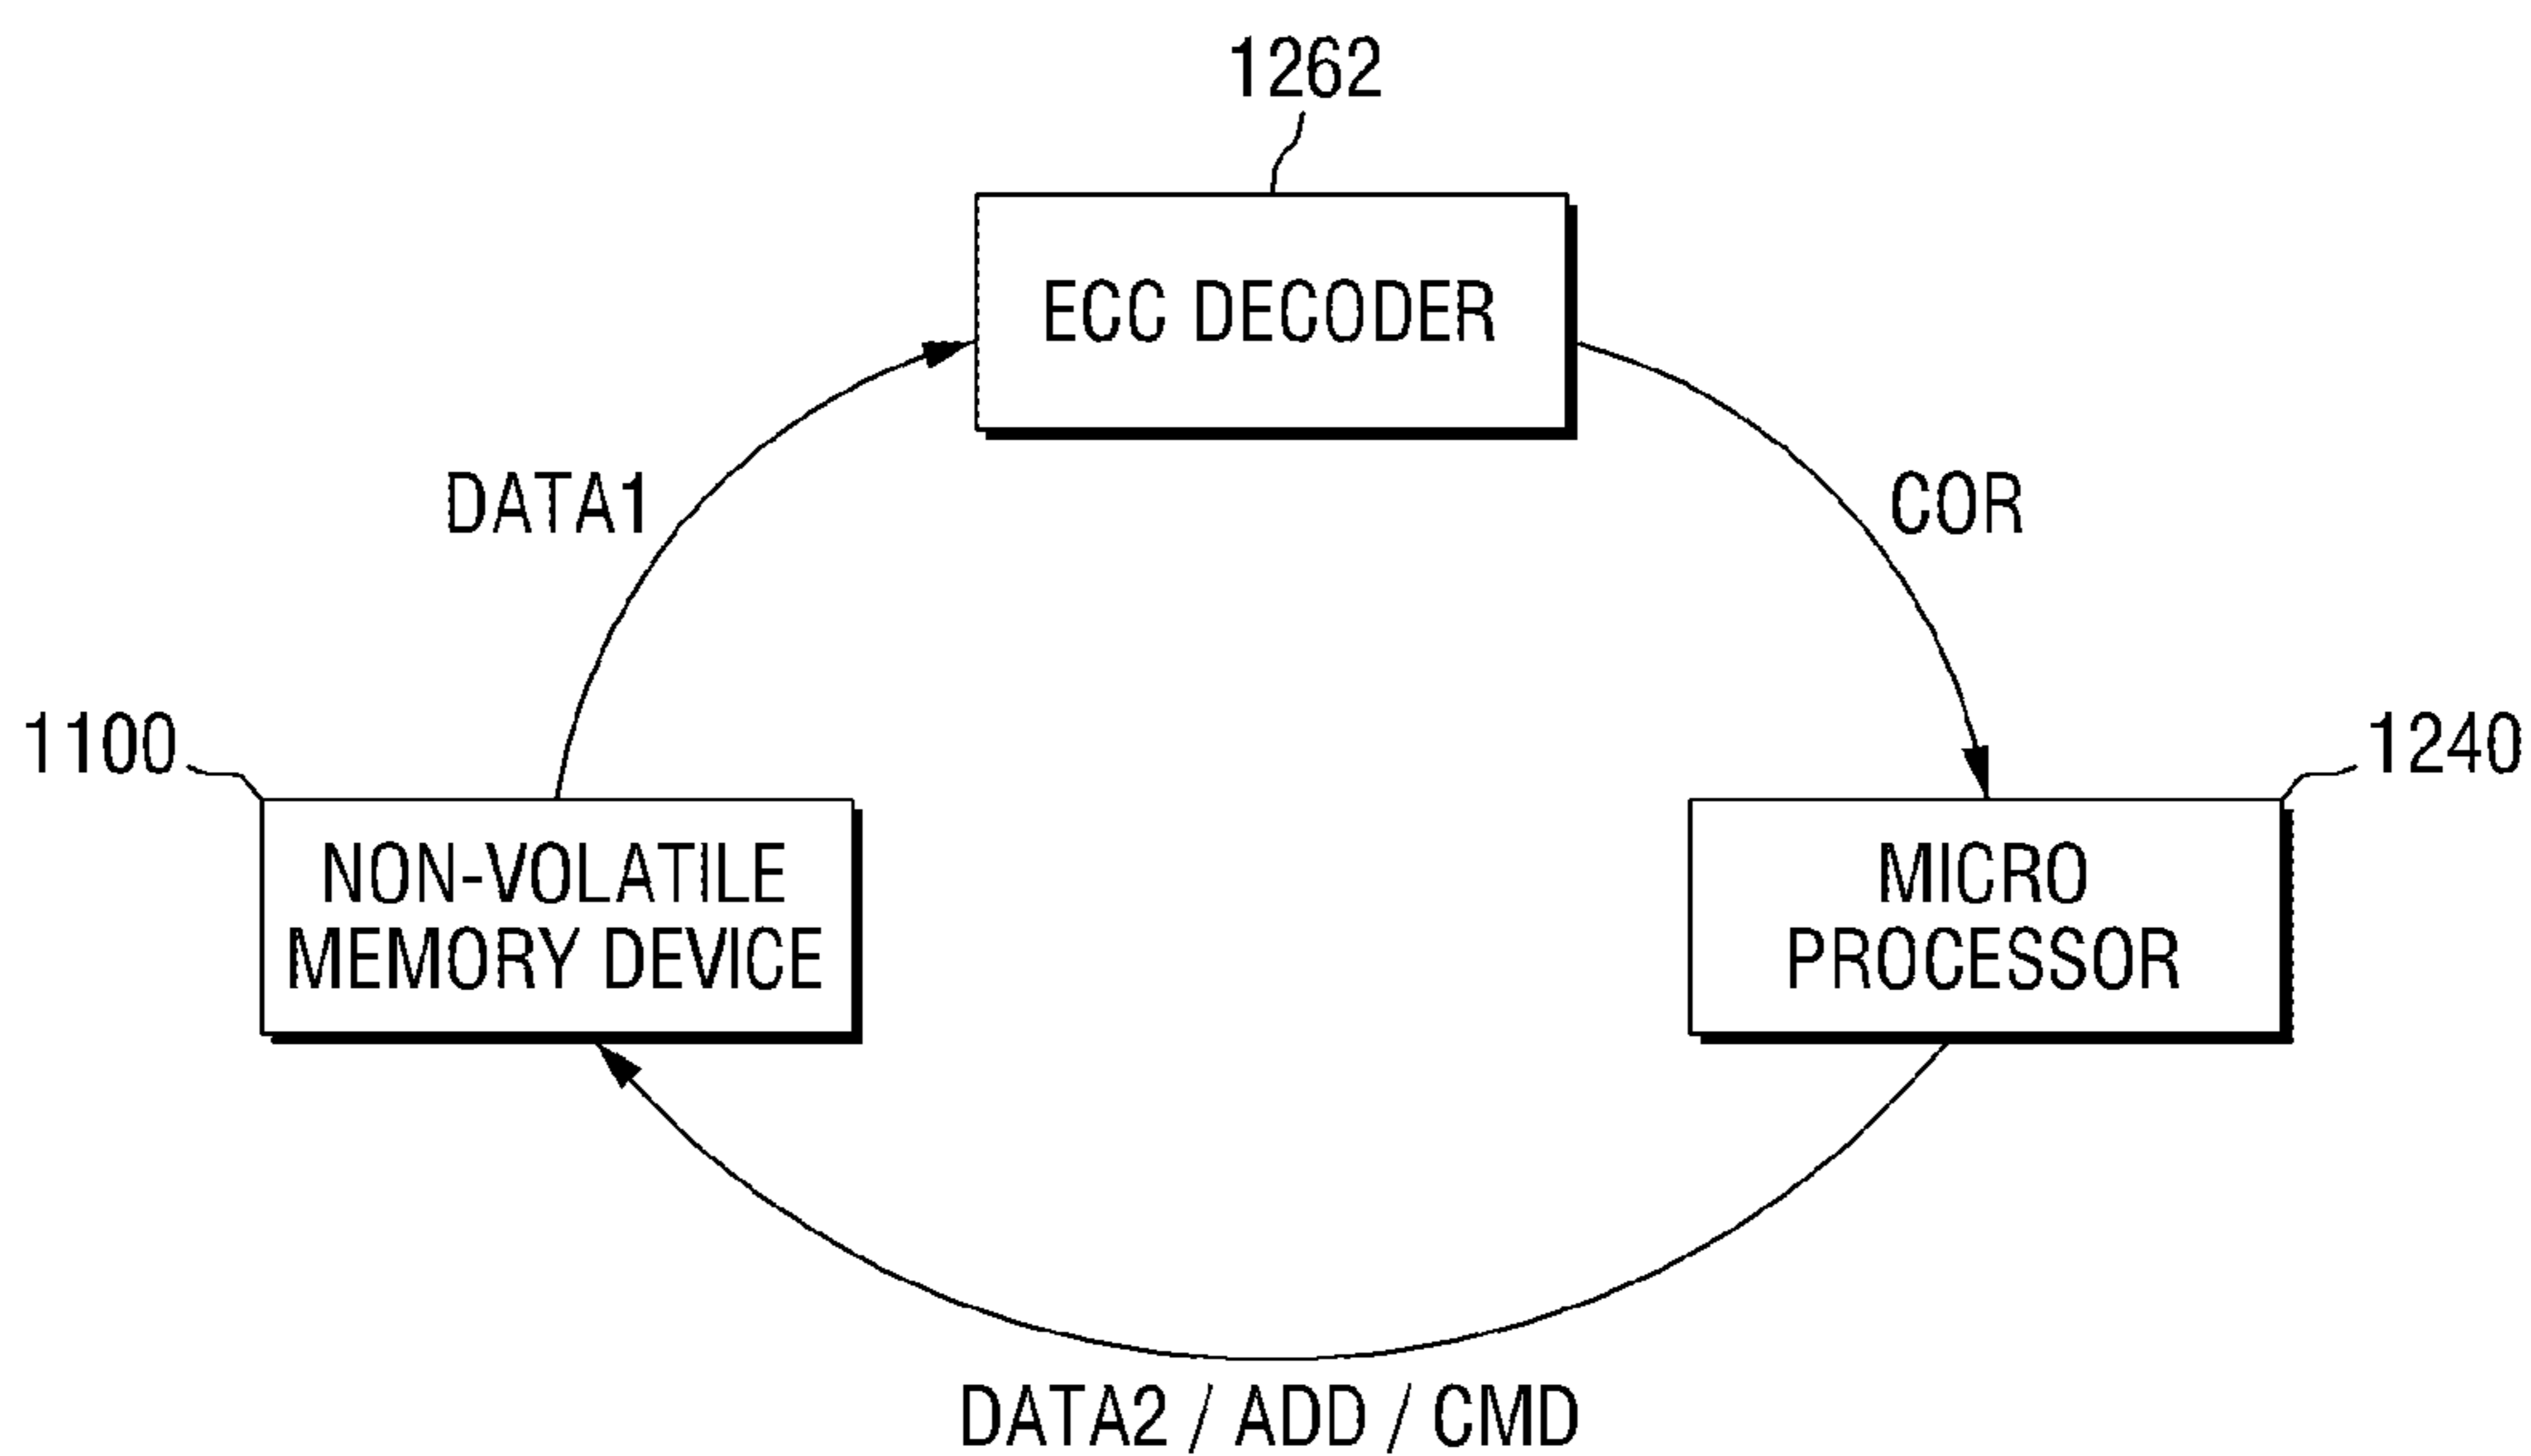 1262
ECC DECODER
DATA1
COR
1100
1240
NON-VOLATILE
MEMORY DEVICE
MICRO
PROCESSOR
DATA2 / ADD / CMD